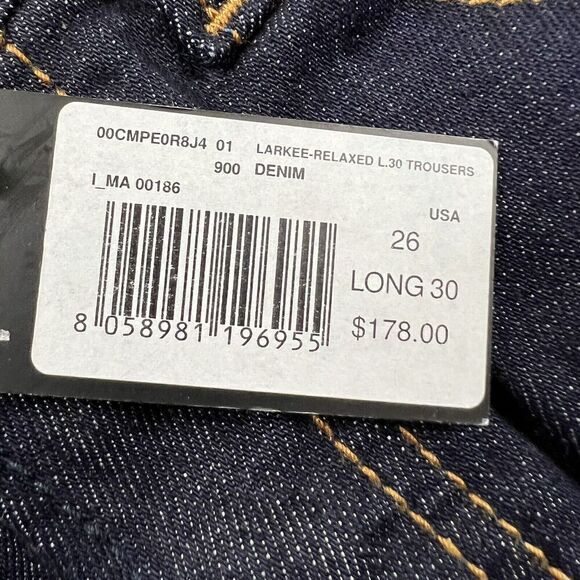 00CMPE0R8J4 01 LARKEE-RELAXED L.30 TROUSERS
900 DENIM
I_MA 00186
USA
26
LONG 30
$178.00
8 058981 196955